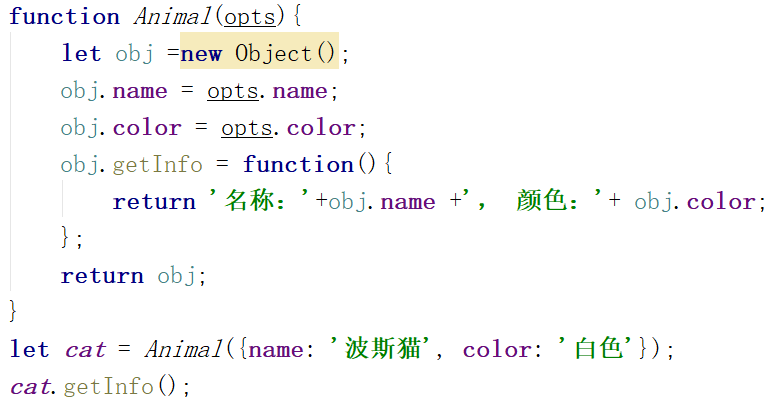 function Animal(opts){
    let obj =new Object();
    obj.name = opts.name;
    obj.color = opts.color;
    obj.getInfo = function(){
        return '名称：'+obj.name +', 颜色：'+ obj.color;
    };
    return obj;
}
let cat = Animal({name: '波斯猫', color: '白色'});
cat.getInfo();